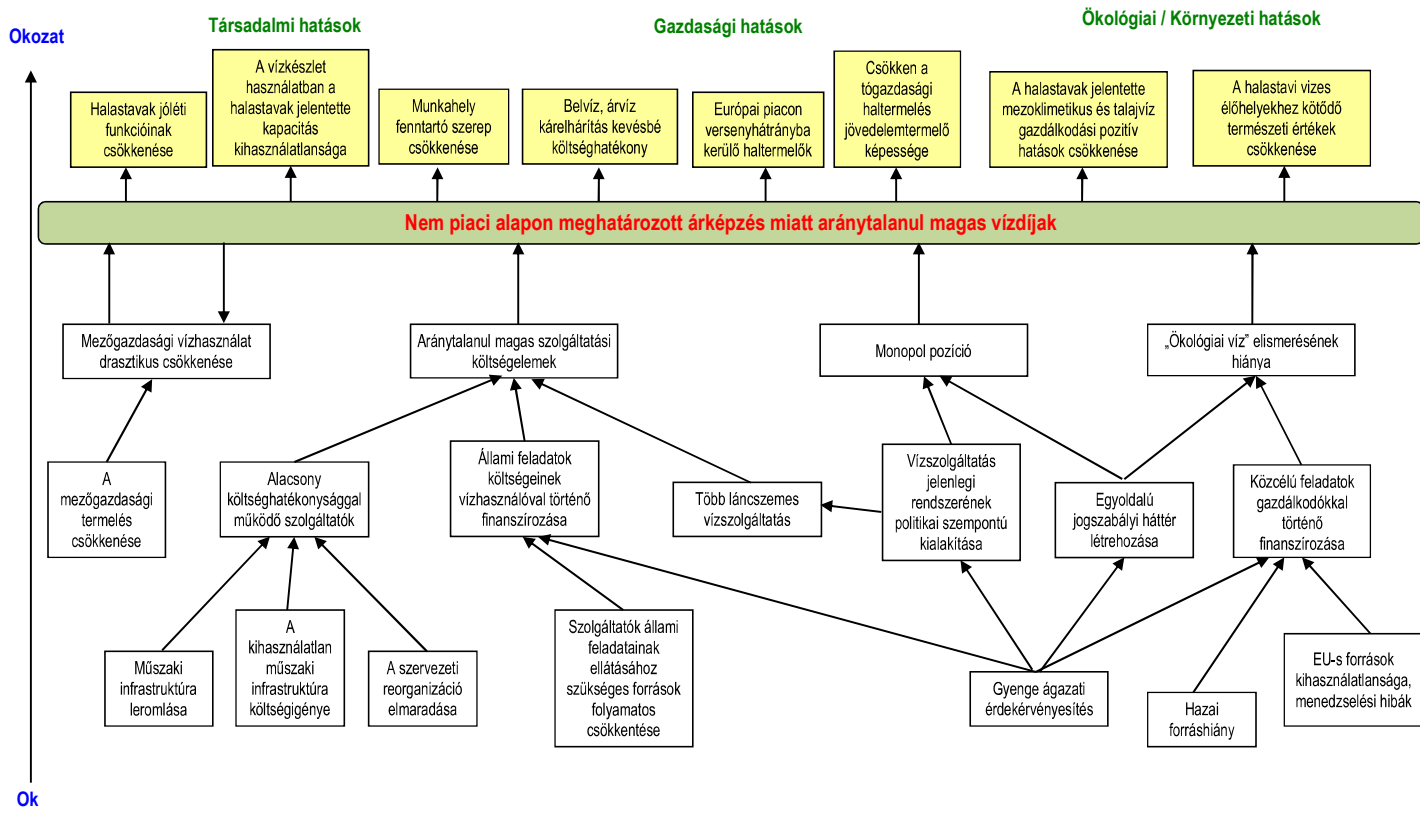 Okozat
Társadalmi hatások
Gazdasági hatások
Ökológiai / Környezeti hatások
Halastavak jóléti
funkcióinak
csökkenése
A vízkészlet
használatban a
halastavak jelentette
kapacitás
kihasználatlansága
Munkahely
fenntartó szerep
csökkenése
Belvíz, árvíz
kárelhárítás kevésbé
költséghatékony
Európai piacon
versenyhátrányba
kerülő haltermelők
Csökken a
tógazdasági
haltermelés
jövedelemtermelő
képessége
A halastavak jelentette
mezoklimetikus és talajvíz
gazdálkodási pozitív
hatások csökkenése
A halastavi vizes
élőhelyekhez kötődő
természeti értékek
csökkenése
Nem piaci alapon meghatározott árképzés miatt aránytalanul magas vízdíjak
Mezőgazdasági vízhasználat
drasztikus csökkenése
Aránytalanul magas szolgáltatási
költségelemek
Monopol pozíció
„Ökológiai víz” elismerésének
hiánya
A
mezőgazdasági
termelés
csökkenése
Alacsony
költséghatékonysággal
működő szolgáltatók
Állami feladatok
költségeinek
vízhasználóval történő
finanszírozása
Több láncszemes
vízszolgáltatás
Vízszolgáltatás
jelenlegi
rendszerének
politikai szempontú
kialakítása
Egyoldalú
jogszabályi háttér
létrehozása
Közcélú feladatok
gazdálkodókkal
történő
finanszírozása
Műszaki
infrastruktúra
leromlása
A
kihasználatlan
műszaki
infrastruktúra
költségigénye
A szervezeti
reorganizáció
elmaradása
Szolgáltatók állami
feladatainak
ellátásához
szükséges források
folyamatos
csökkentése
Gyenge ágazati
érdekérvényesítés
Hazai
forráshiány
EU-s források
kihasználatlansága,
menedzselési hibák
Ok